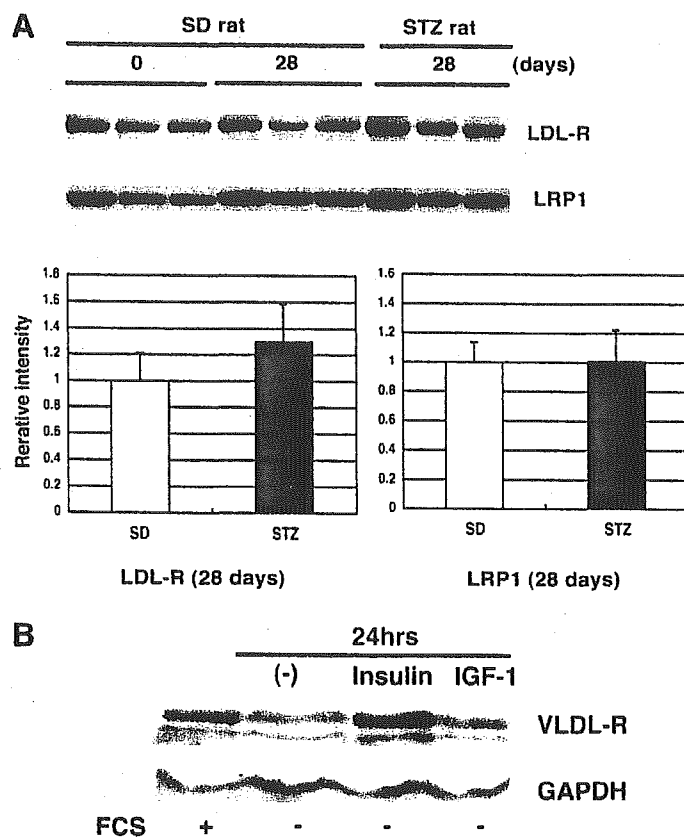 A
SD rat STZ rat
0 28 28 (days)
LDL-R
LRP1
Rerative intensity
1.8
1.6
1.4
1.2
1
0.8
0.6
0.4
0.2
0
SD STZ
LDL-R (28 days)
1.6
1.4
1.2
1
0.8
0.6
0.4
0.2
0
SD STZ
LRP1 (28 days)
B
24hrs
(-) Insulin IGF-1
VLDL-R
GAPDH
FCS + - - -